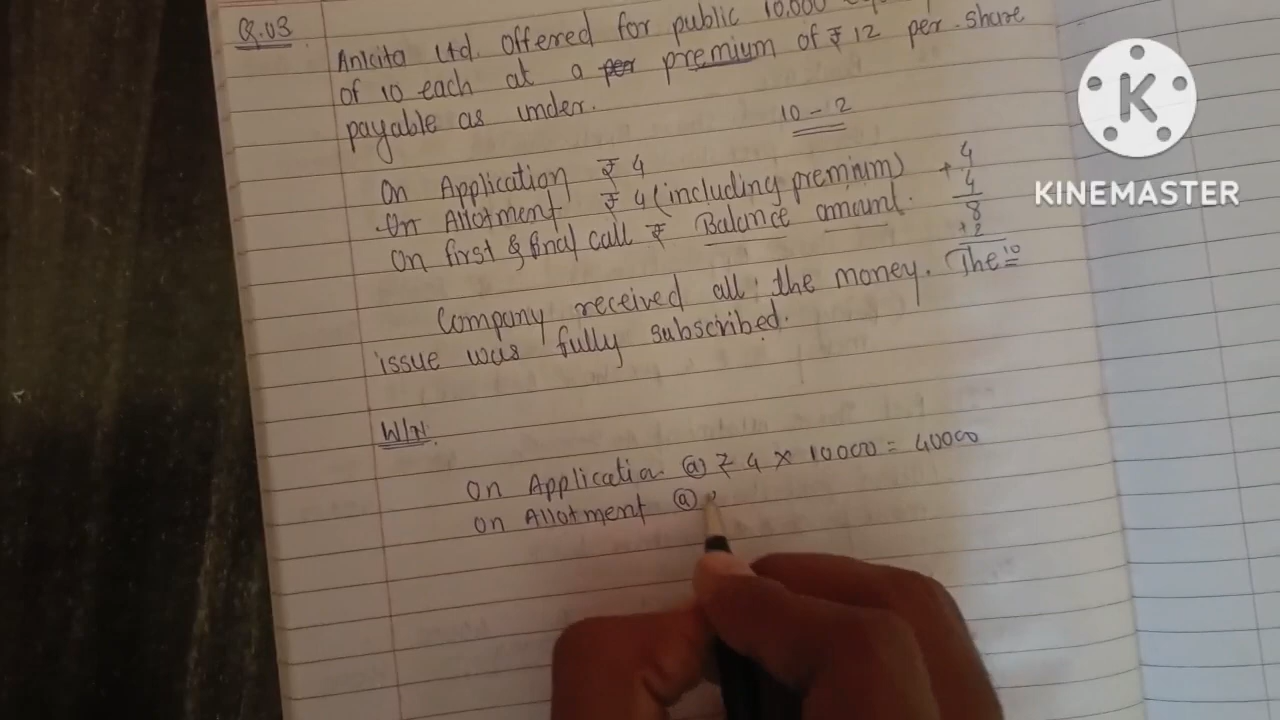 Q.03
Ankita Ltd. offered for public 10,000
of 10 each at a per premium of ₹ 12 per share
payable as under.
10 - 2
On Application ₹ 4
On Allotment ₹ 4 (including premium)
On first & final call ₹ Balance amount.
+ 4
4
8
+ 2
10
Company received all the money. The
issue was fully subscribed.
W/N.
On Application @ ₹ 4 × 10000 = 40000
on Allotment @
K
KINEMASTER